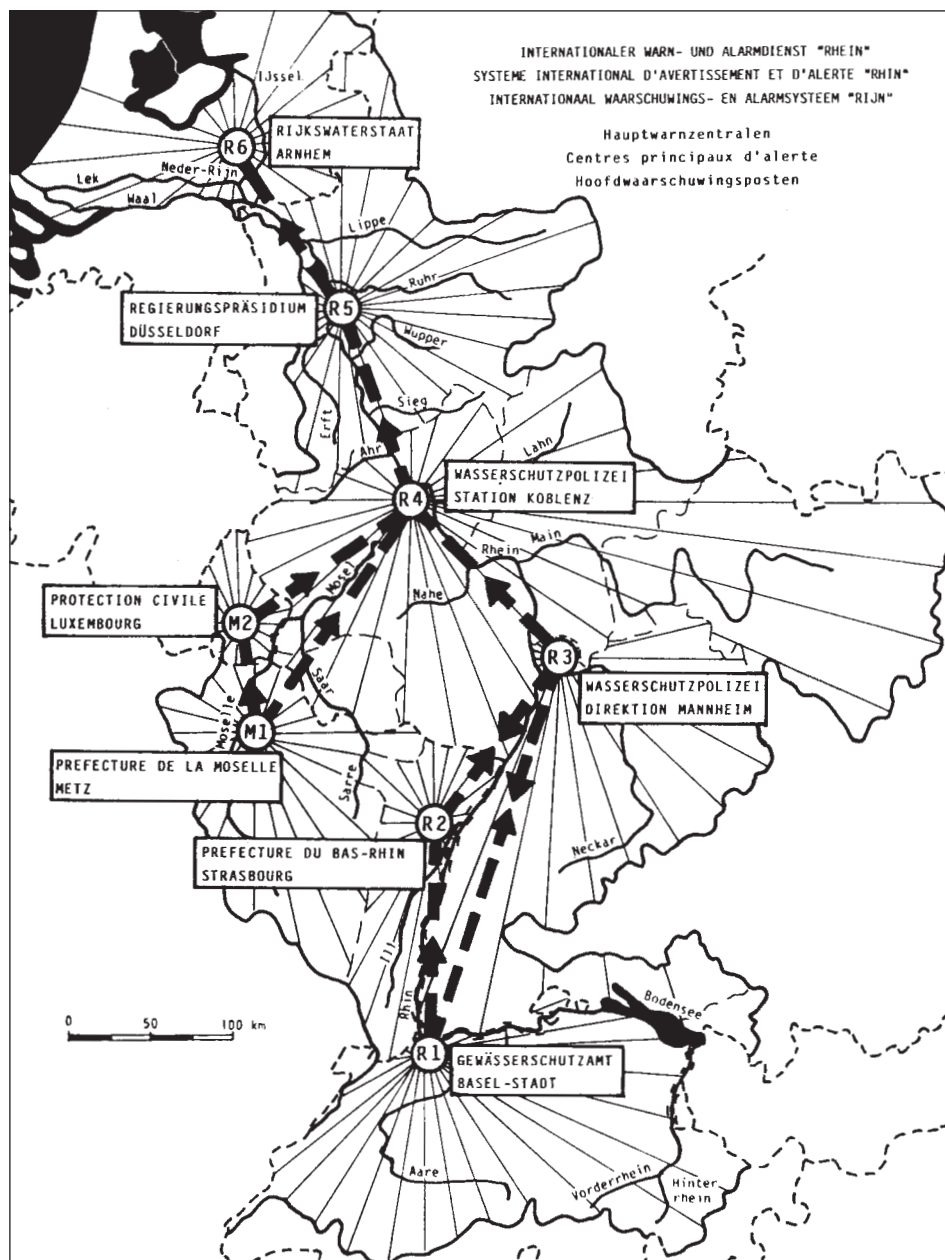 INTERNATIONALER WARN- UND ALARMDIENST "RHEIN"
SYSTEME INTERNATIONAL D'AVERTISSEMENT ET D'ALERTE "RHIN"
INTERNATIONAAL WAARSCHUWINGS- EN ALARMSYSTEEM "RIJN"
Hauptwarnzentralen
Centres principaux d'alerte
Hoofdwaarschuwingsposten
IJssel
R6
RIJKSWATERSTAAT
ARNHEM
Neder-Rijn
Lek
Waal
Lippe
Ruhr
REGIERUNGSPRÄSIDIUM
DÜSSELDORF
R5
Wupper
Sieg
Erft
Ahr
Lahn
R4
WASSERSCHUTZPOLIZEI
STATION KOBLENZ
Main
Rhein
Mosel
Nahe
PROTECTION CIVILE
LUXEMBOURG
M2
R3
WASSERSCHUTZPOLIZEI
DIREKTION MANNHEIM
Saar
Moselle
M1
PREFECTURE DE LA MOSELLE
METZ
Sarre
R2
PREFECTURE DU BAS-RHIN
STRASBOURG
Neckar
Ill
Rhin
Bodensee
0 50 100 km
R1
GEWÄSSERSCHUTZAMT
BASEL-STADT
Aare
Vorderrhein
Hinter
rhein